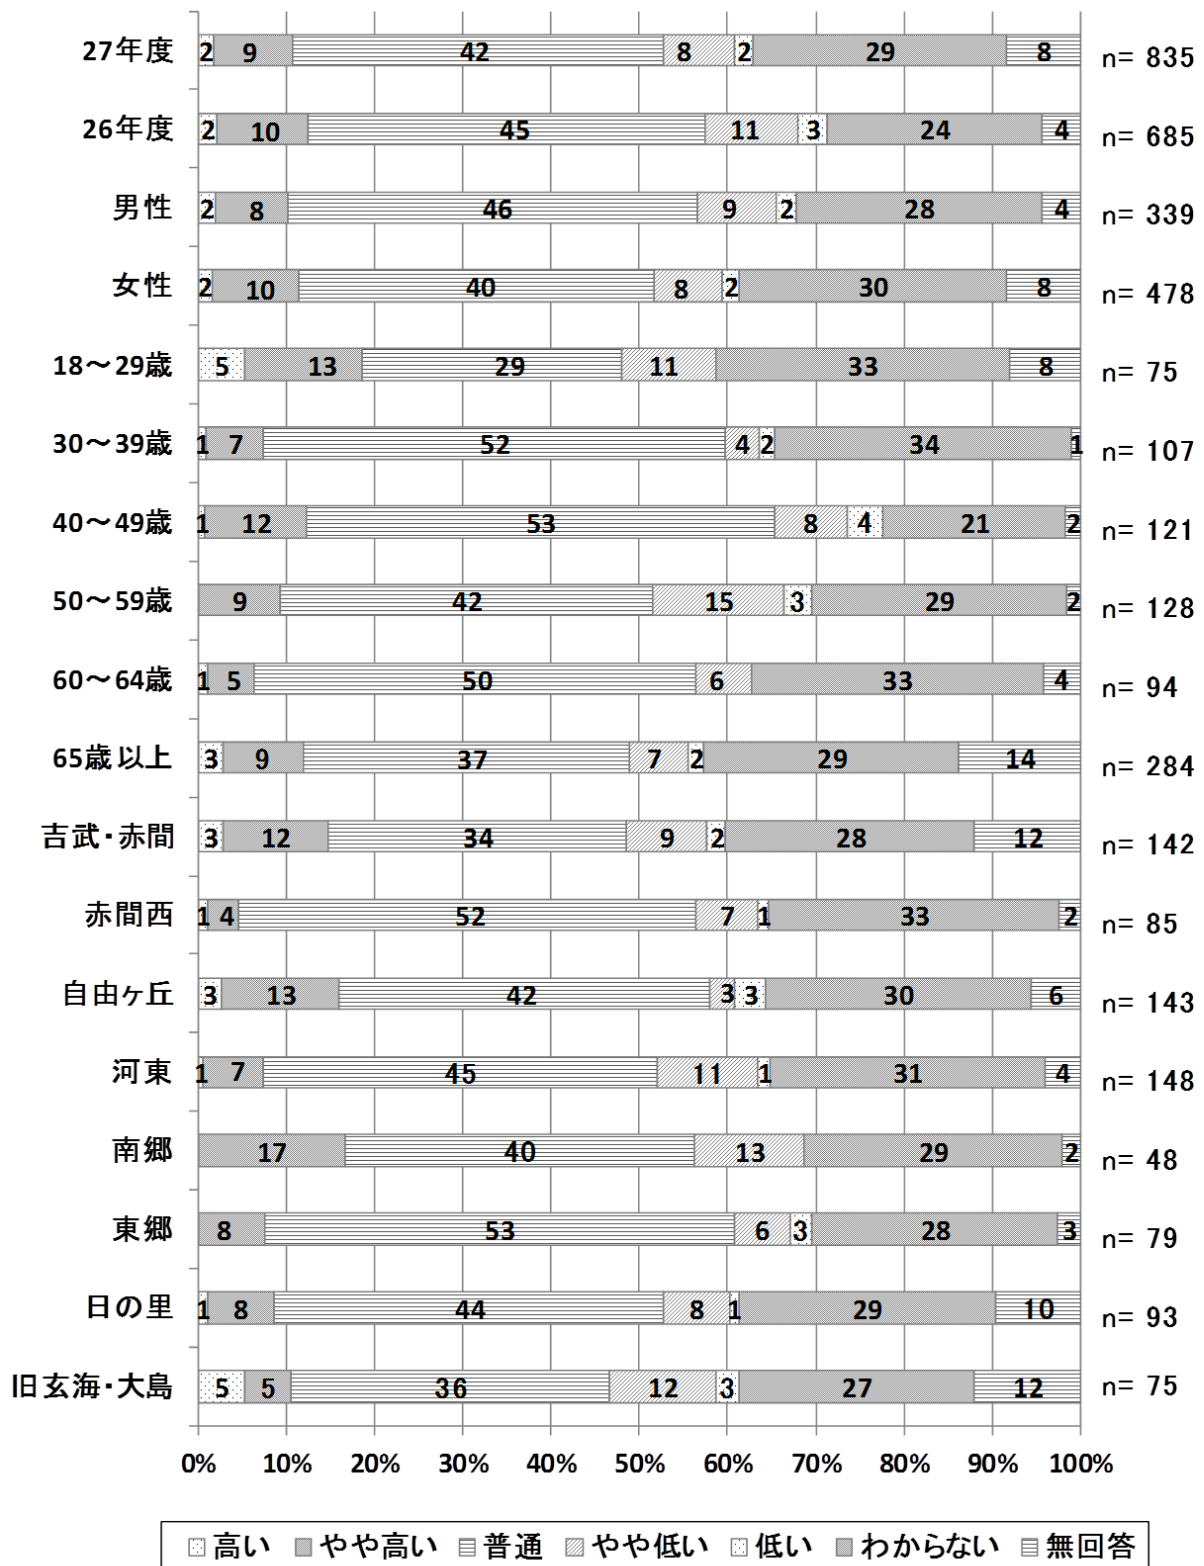 27年度 2 9 42 8 2 29 8 n= 835
26年度 2 10 45 11 3 24 4 n= 685
男性 2 8 46 9 2 28 4 n= 339
女性 2 10 40 8 2 30 8 n= 478
18～29歳 5 13 29 11 33 8 n= 75
30～39歳 1 7 52 4 2 34 1 n= 107
40～49歳 1 12 53 8 4 21 2 n= 121
50～59歳 9 42 15 3 29 2 n= 128
60～64歳 1 5 50 6 33 4 n= 94
65歳以上 3 9 37 7 2 29 14 n= 284
吉武・赤間 3 12 34 9 2 28 12 n= 142
赤間西 1 4 52 7 1 33 2 n= 85
自由ヶ丘 3 13 42 3 3 30 6 n= 143
河東 1 7 45 11 1 31 4 n= 148
南郷 17 40 13 29 2 n= 48
東郷 8 53 6 3 28 3 n= 79
日の里 1 8 44 8 1 29 10 n= 93
旧玄海・大島 5 5 36 12 3 27 12 n= 75
0% 10% 20% 30% 40% 50% 60% 70% 80% 90% 100%
高い やや高い 普通 やや低い 低い わからない 無回答